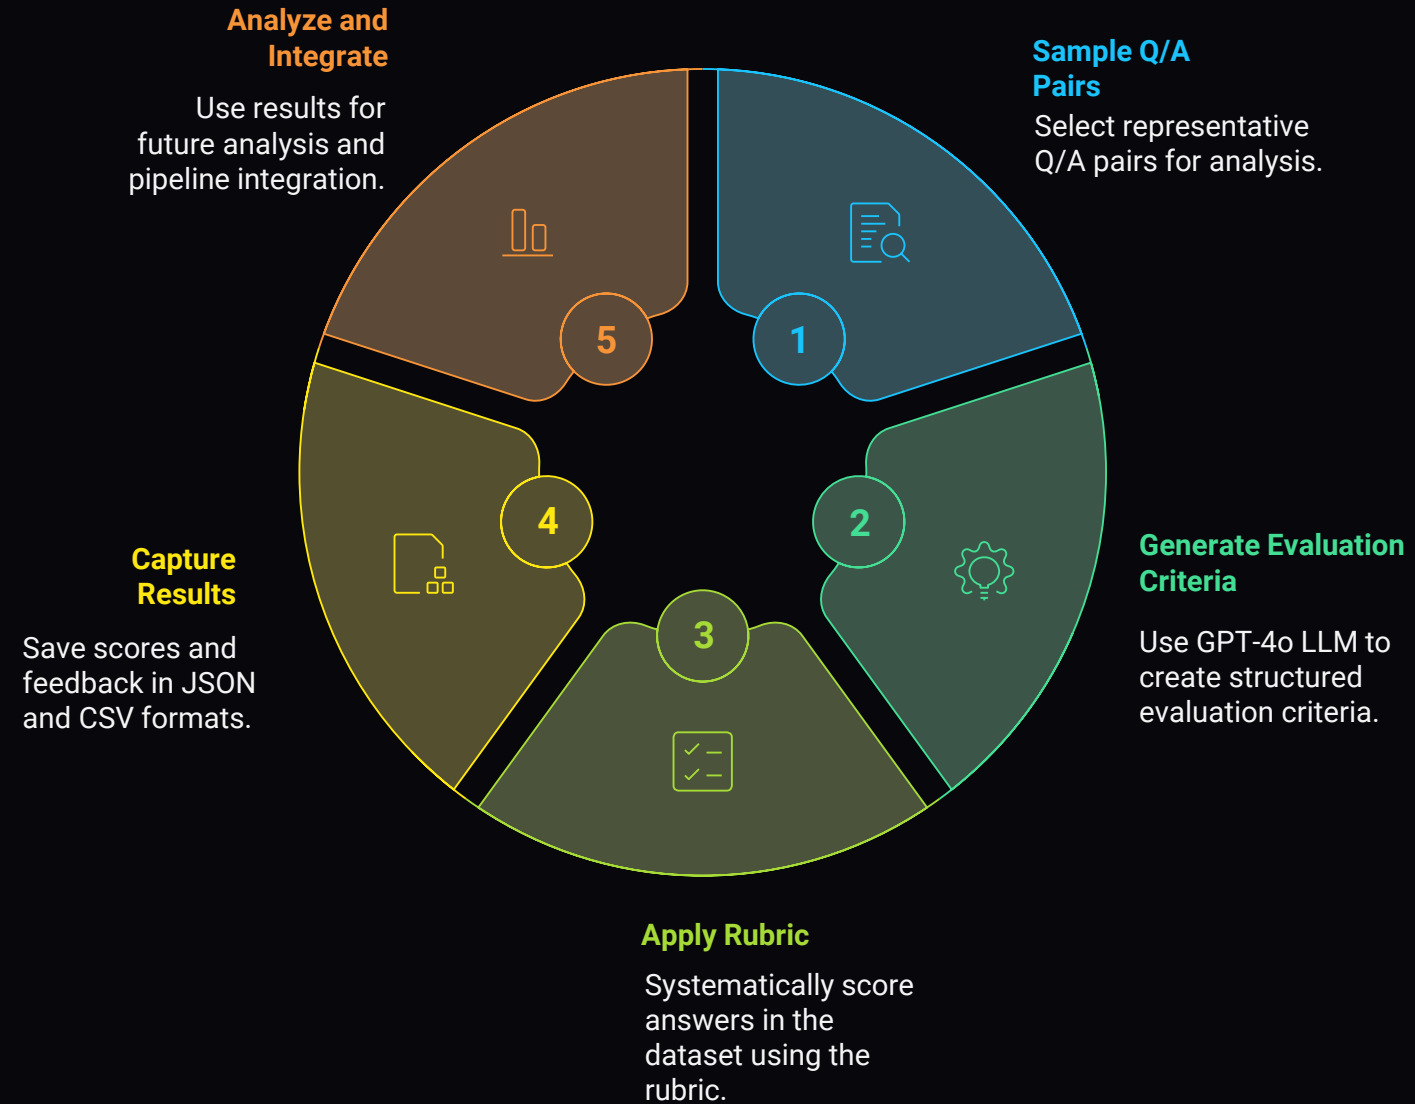 Analyze and
Integrate
Use results for
future analysis and
pipeline integration.
Sample Q/A
Pairs
Select representative
Q/A pairs for analysis.
5
1
4
2
3
Capture
Results
Save scores and
feedback in JSON
and CSV formats.
Generate Evaluation
Criteria
Use GPT-4o LLM to
create structured
evaluation criteria.
Apply Rubric
Systematically score
answers in the
dataset using the
rubric.